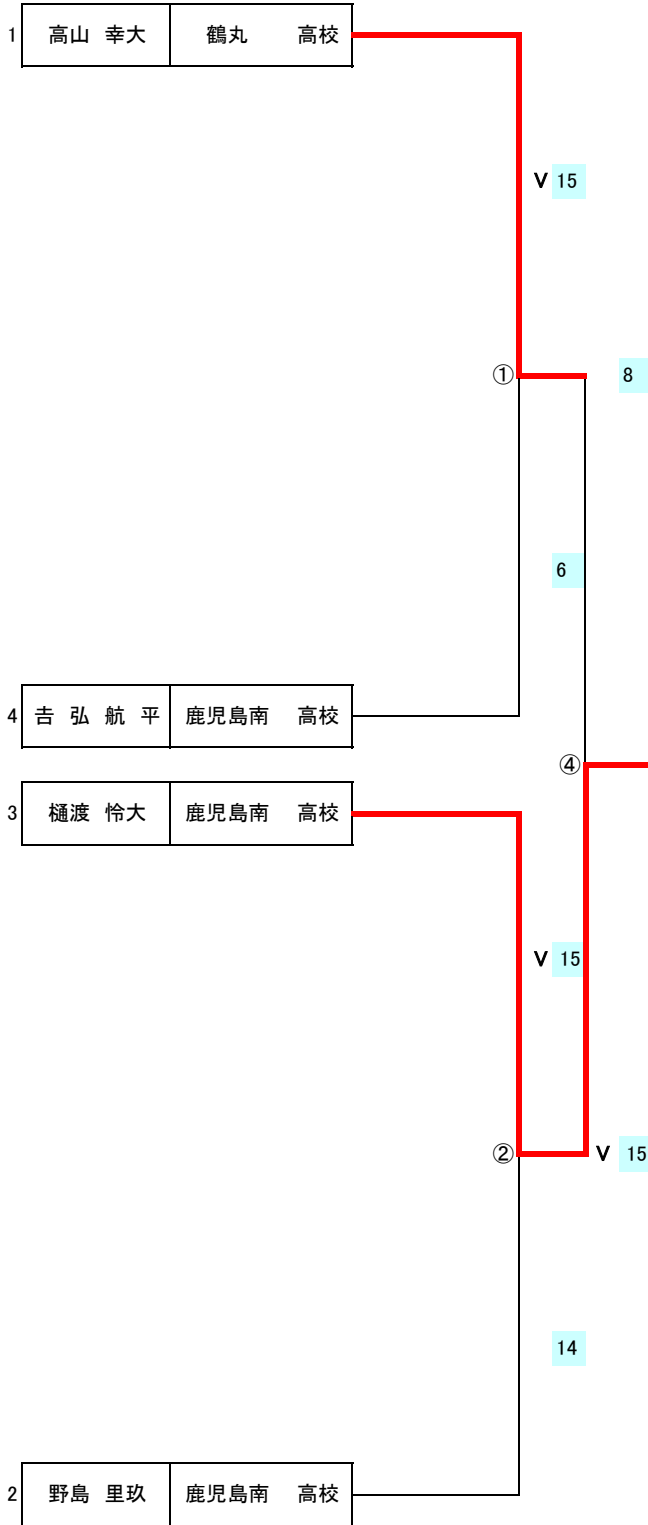 1 高山 幸大 鶴丸 高校
V 15
① 8
6
4 吉 弘 航 平 鹿児島南 高校
④
3 樋渡 怜大 鹿児島南 高校
V 15
② V 15
14
2 野島 里玖 鹿児島南 高校